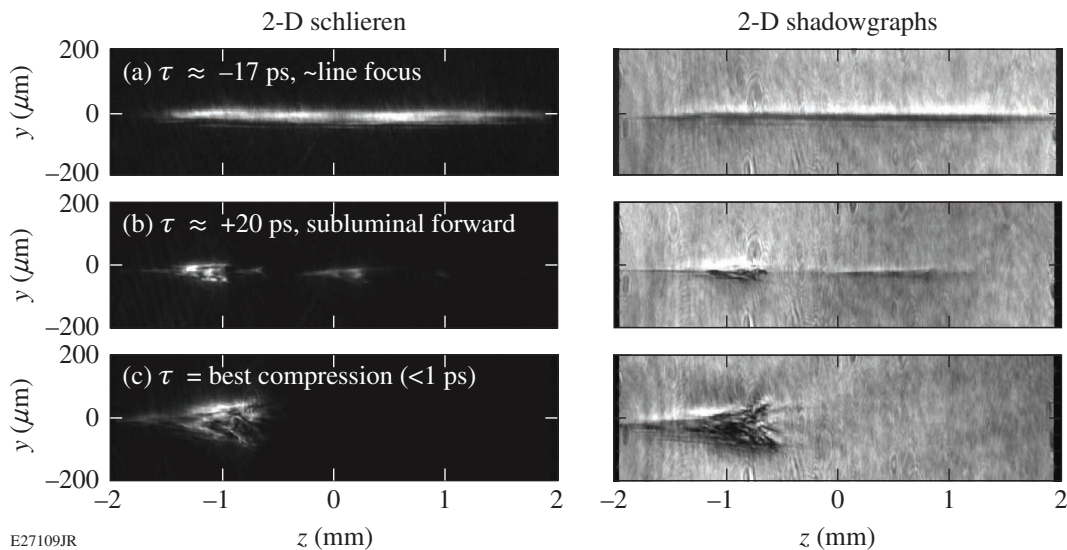 2-D schlieren
2-D shadowgraphs
200
0
–200
y (μm)
(a) τ ≈ –17 ps, ~line focus
200
0
–200
y (μm)
(b) τ ≈ +20 ps, subluminal forward
200
0
–200
y (μm)
(c) τ = best compression (<1 ps)
–2 –1 0 1 2
–2 –1 0 1 2
z (mm)
z (mm)
E27109JR